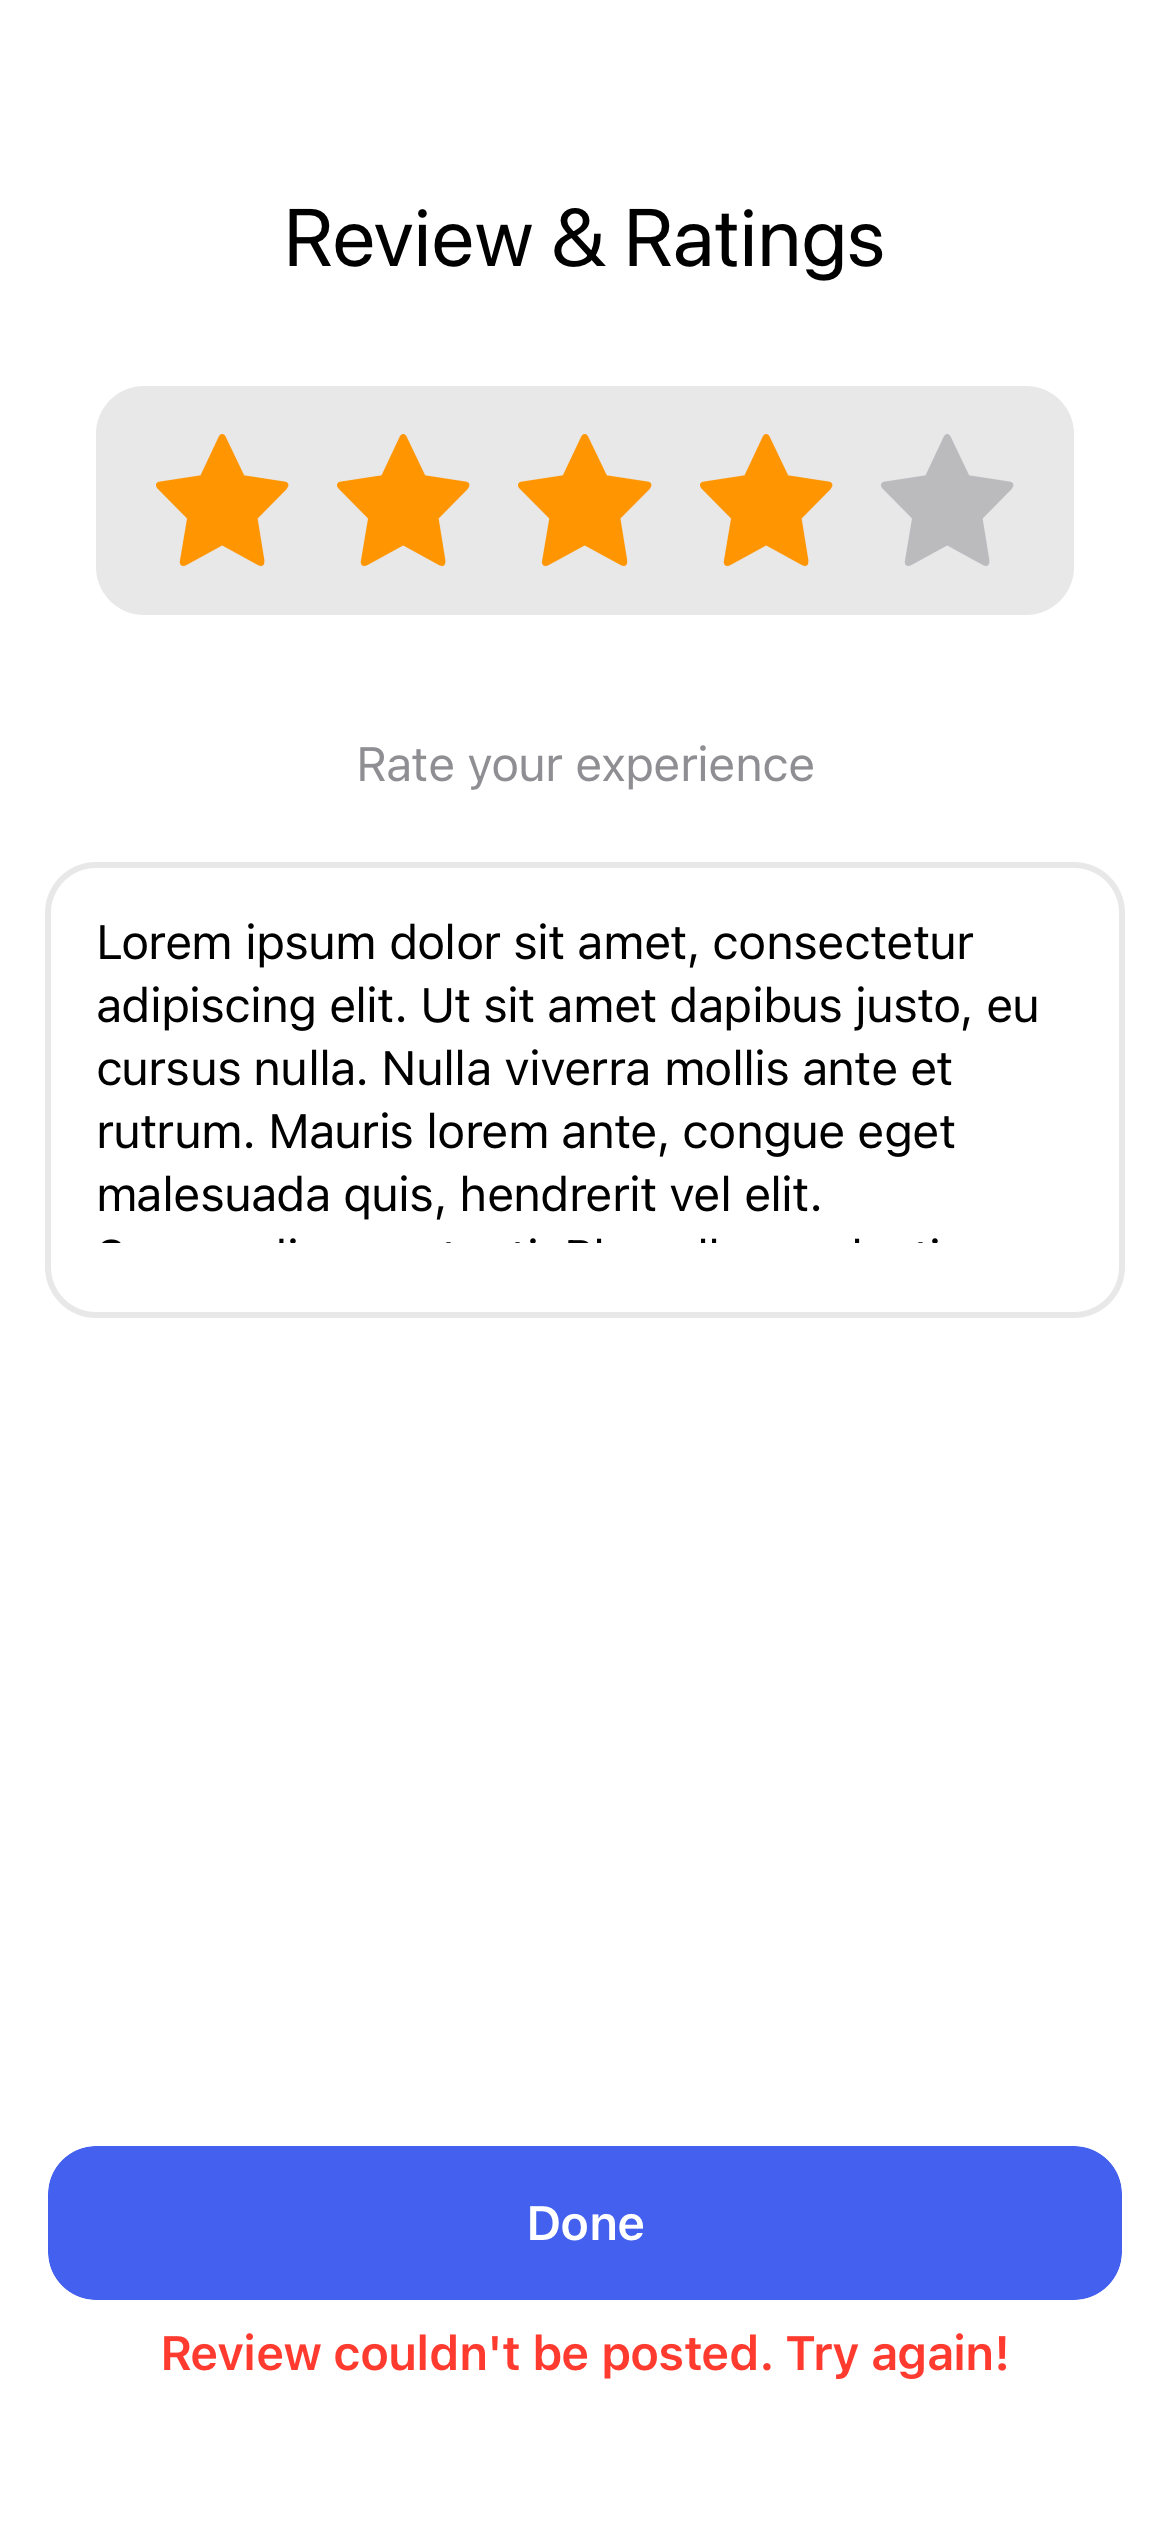 Review & Ratings
Rate your experience
Lorem ipsum dolor sit amet, consectetur
adipiscing elit. Ut sit amet dapibus justo, eu
cursus nulla. Nulla viverra mollis ante et
rutrum. Mauris lorem ante, congue eget
malesuada quis, hendrerit vel elit.
Done
Review couldn't be posted. Try again!